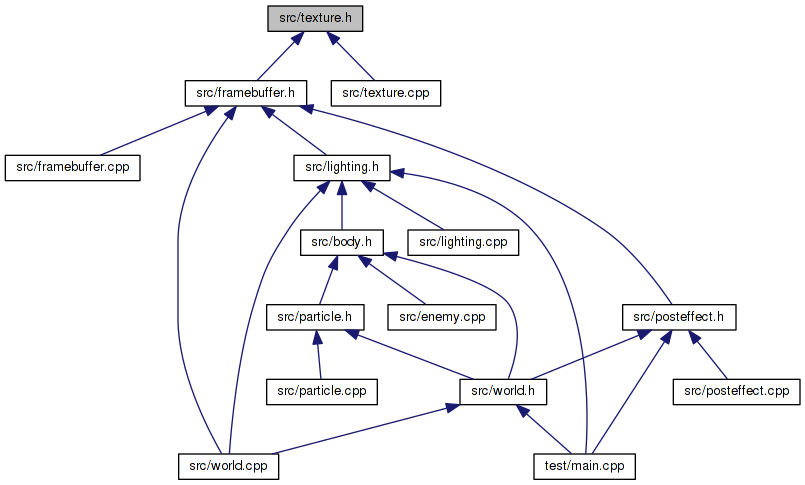 src/texture.h
src/framebuffer.h
src/texture.cpp
src/framebuffer.cpp
src/lighting.h
src/body.h
src/lighting.cpp
src/particle.h
src/enemy.cpp
src/posteffect.h
src/particle.cpp
src/world.h
src/posteffect.cpp
src/world.cpp
test/main.cpp